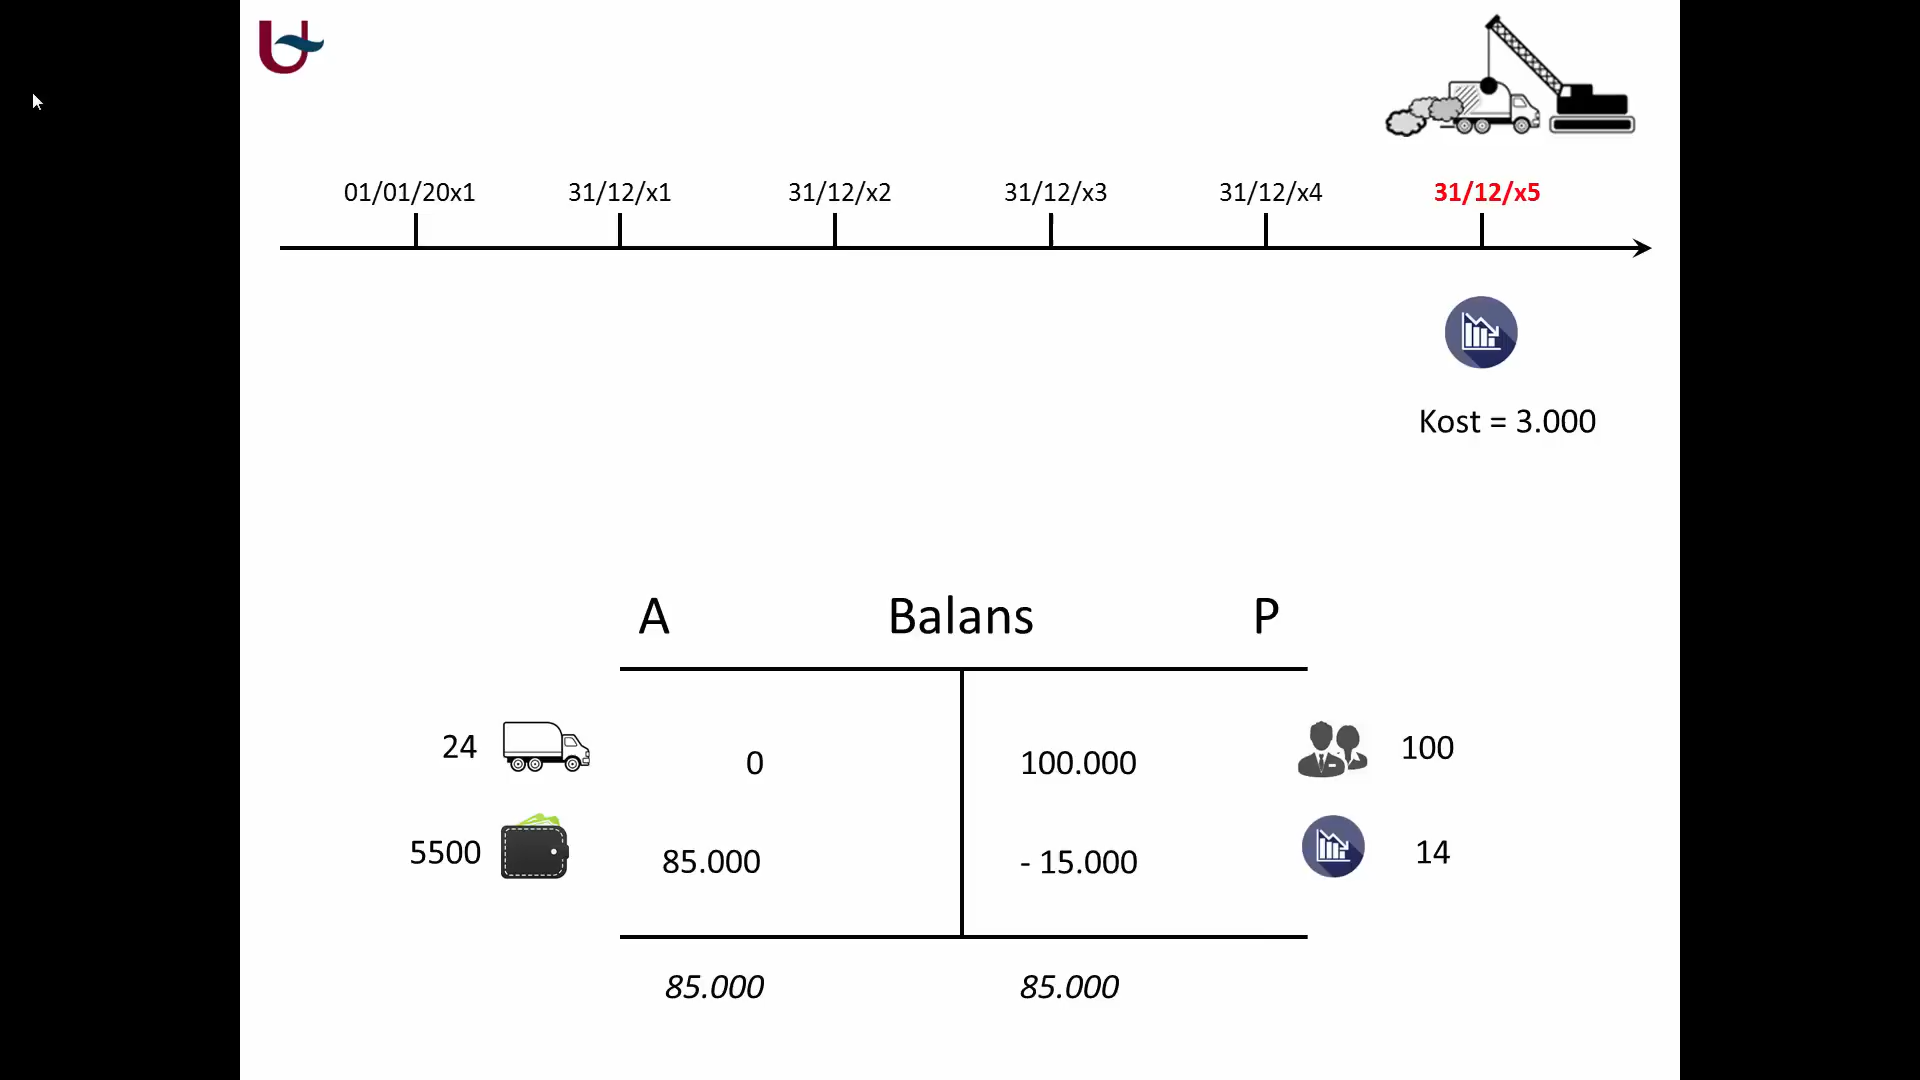 01/01/20x1 31/12/x1 31/12/x2 31/12/x3 31/12/x4 31/12/x5
Kost = 3.000
A Balans P
24 0 100.000 100
5500 85.000 - 15.000 14
85.000 85.000